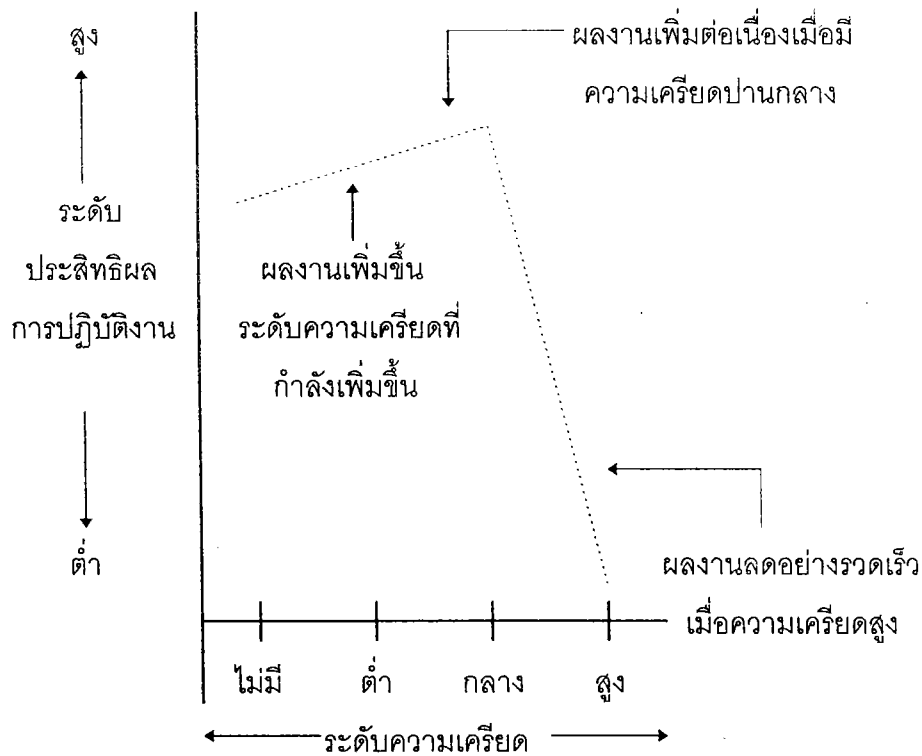 สูง
ผลงานเพิ่มต่อเนื่องเมื่อมี
ความเครียดปานกลาง
ระดับ
ประสิทธิผล
การปฏิบัติงาน
ผลงานเพิ่มขึ้น
ระดับความเครียดที่
กำลังเพิ่มขึ้น
ต่ำ
ผลงานลดอย่างรวดเร็ว
เมื่อความเครียดสูง
ไม่มี ต่ำ กลาง สูง
ระดับความเครียด